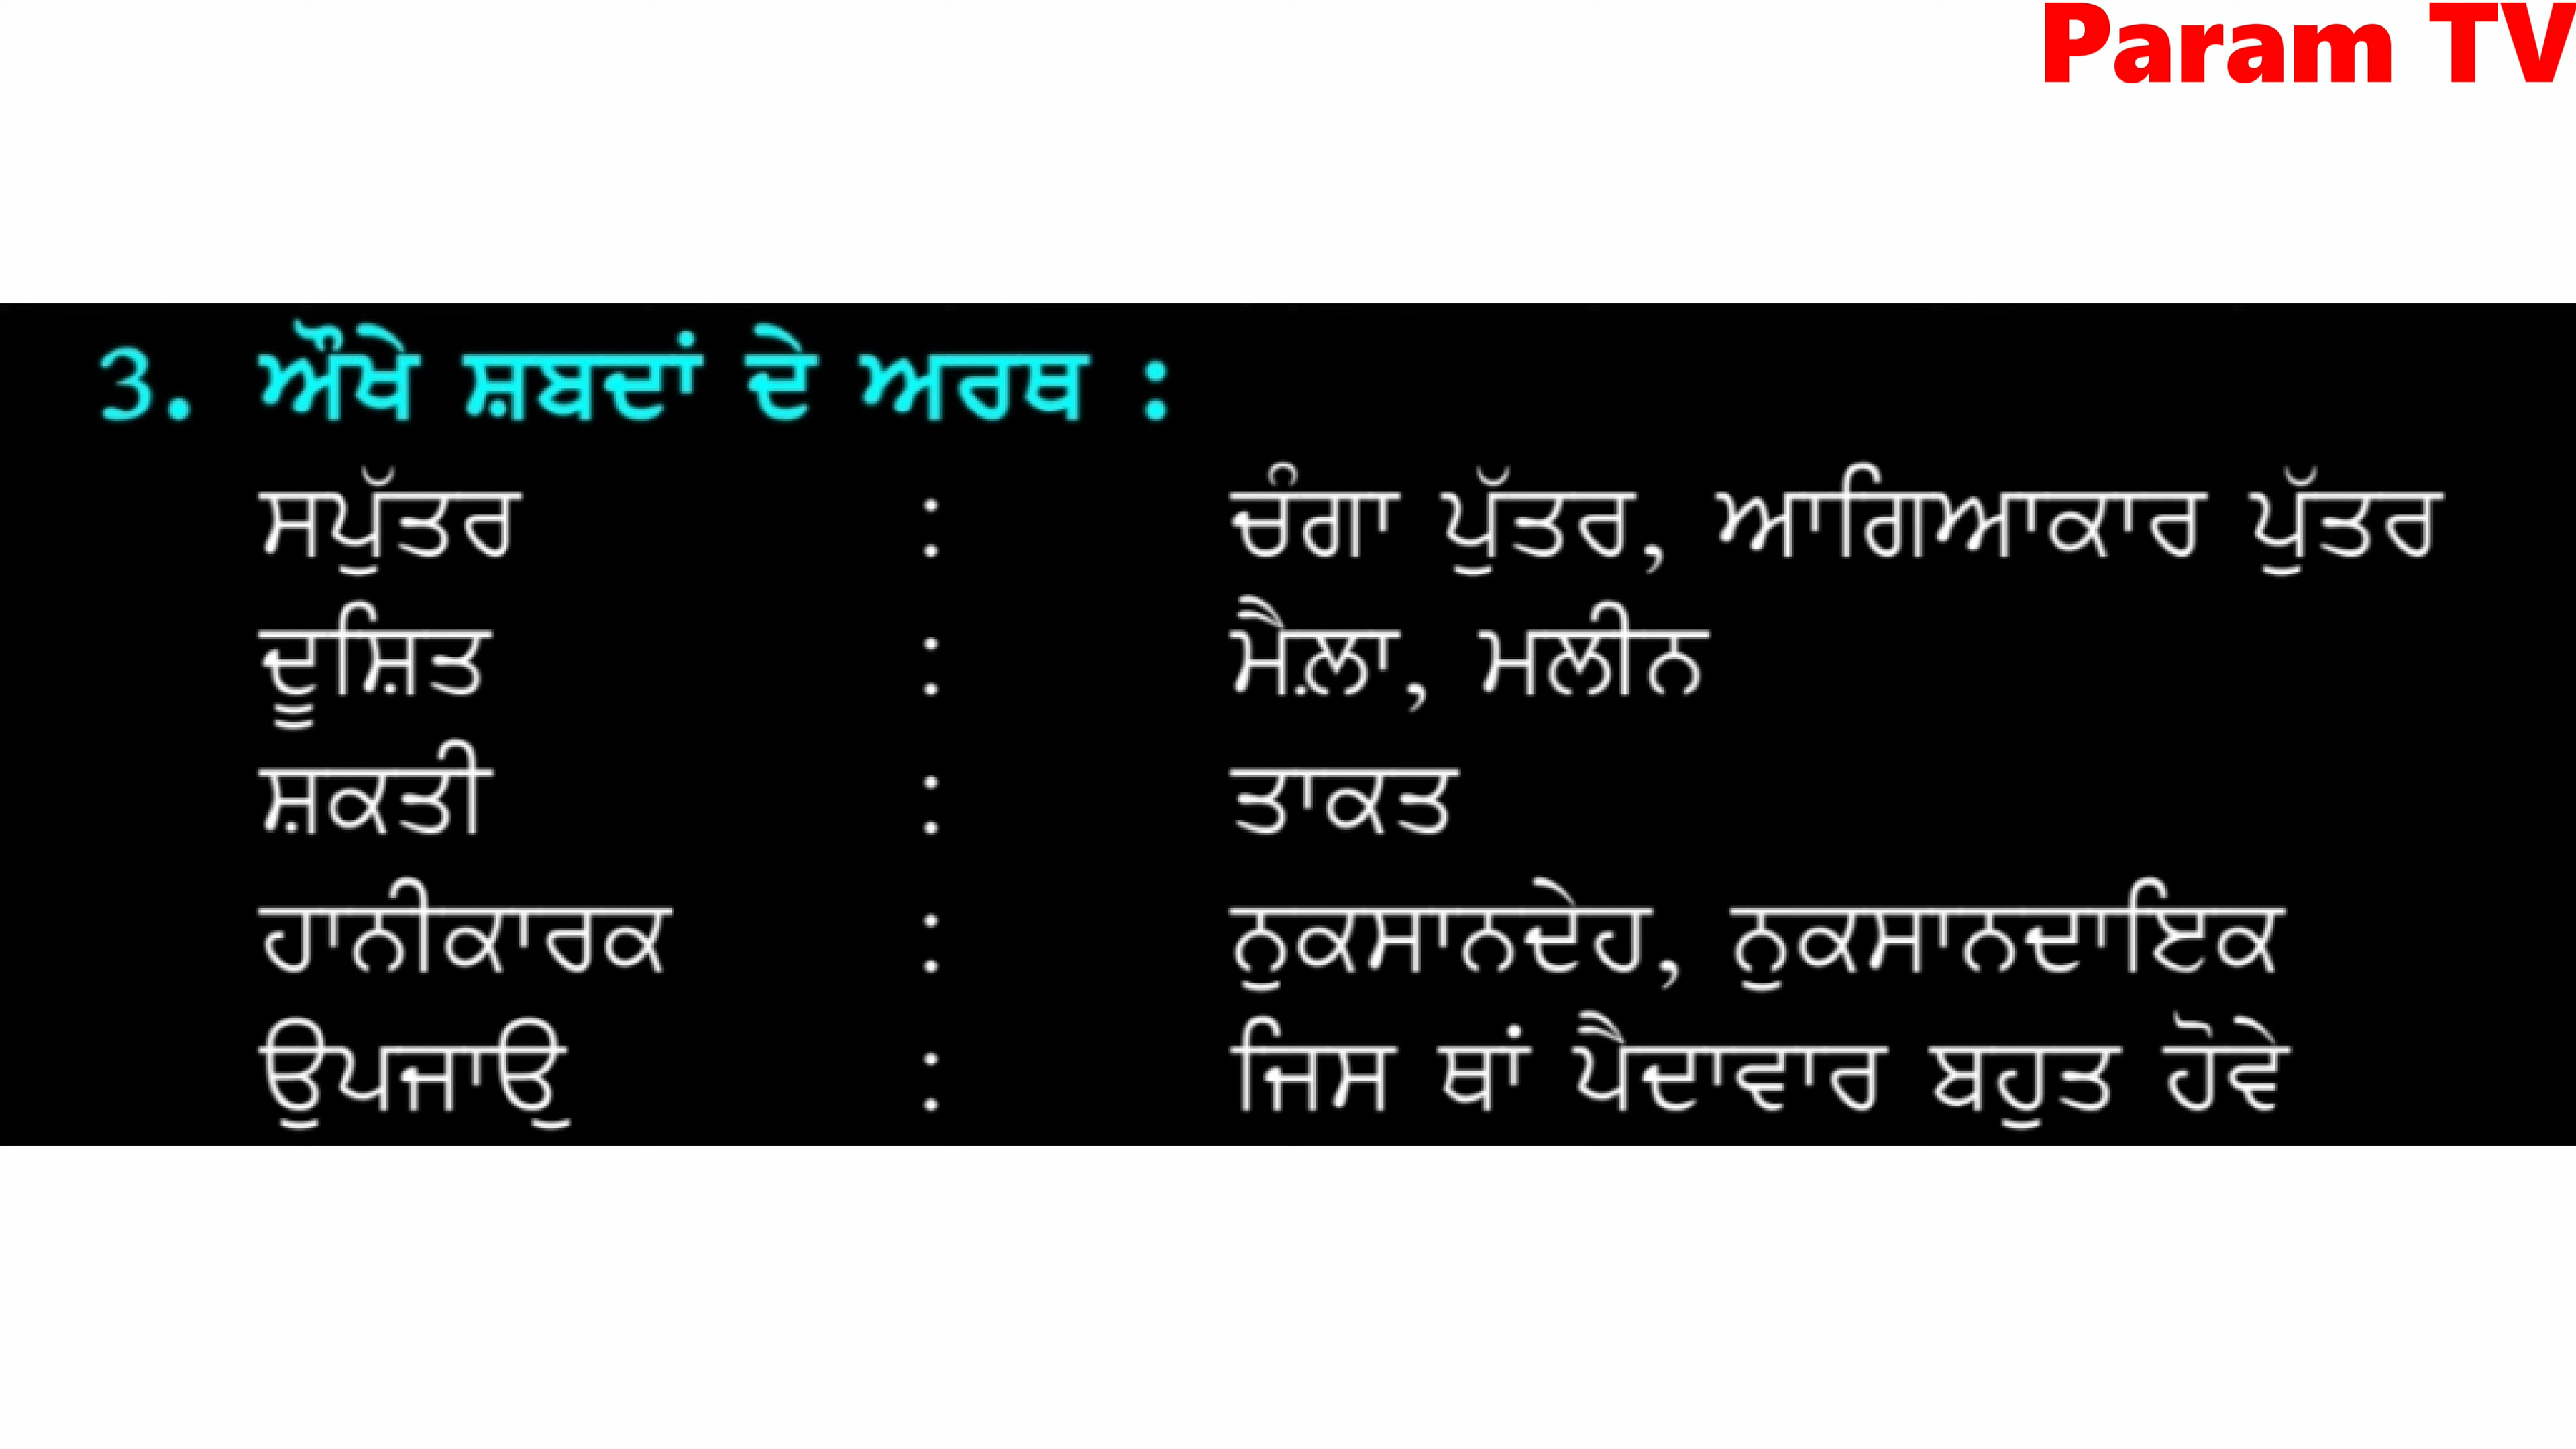 Param TV
3. ਔਖੇ ਸ਼ਬਦਾਂ ਦੇ ਅਰਥ :
ਸਪੁੱਤਰ : ਚੰਗਾ ਪੁੱਤਰ, ਆਗਿਆਕਾਰ ਪੁੱਤਰ
ਦੂਸ਼ਿਤ : ਮੈਲ਼ਾ, ਮਲੀਨ
ਸ਼ਕਤੀ : ਤਾਕਤ
ਹਾਨੀਕਾਰਕ : ਨੁਕਸਾਨਦੇਹ, ਨੁਕਸਾਨਦਾਇਕ
ਉਪਜਾਉ : ਜਿਸ ਥਾਂ ਪੈਦਾਵਾਰ ਬਹੁਤ ਹੋਵੇ